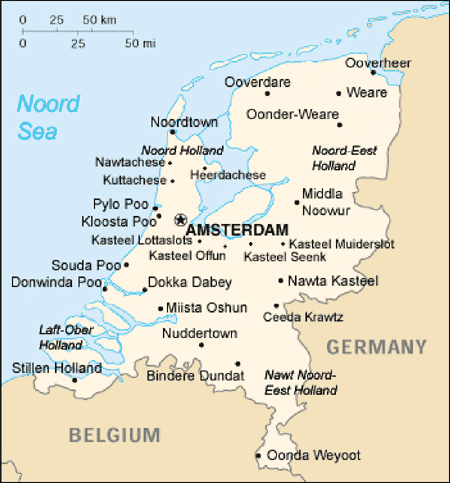 0 25 50 km
0 25 50 mi
Noord
Sea
Ooverheer
Ooverdare
Weare
Onder-Weare
Noordtown
Noord Holland
Noord-Eest
Holland
Nawtachese
Heerdachese
Kuttachese
Middla
Noowur
Pylo Poo
Kloosta Poo
AMSTERDAM
Kasteel Lottaslots
Kasteel Muiderslot
Kasteel Offun
Kasteel Seenk
Souda Poo
Donwinda Poo
Dokka Dabey
Nawta Kasteel
Miista Oshun
Ceeda Krawtz
Laft-Ober
Holland
Nuddertown
GERMANY
Stillen Holland
Bindere Dundat
Nawt Noord-
Eest Holland
BELGIUM
Oonda Weyoot